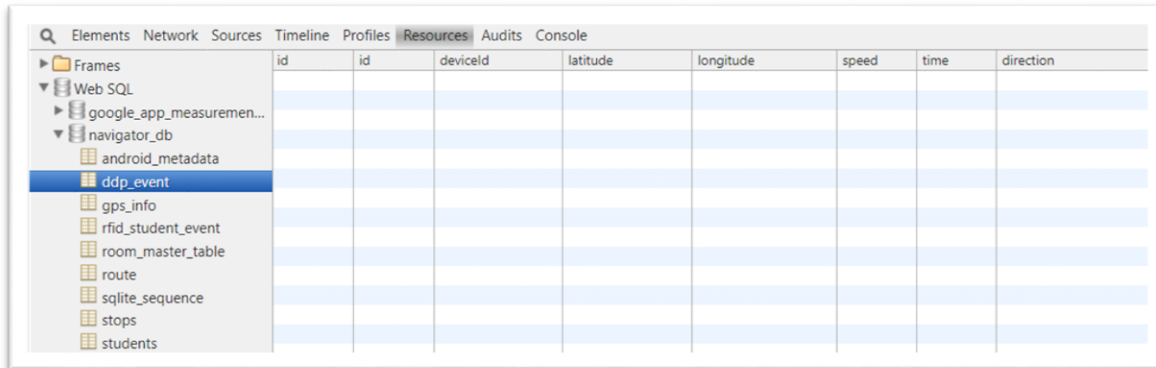 Elements Network Sources Timeline Profiles Resources Audits Console
Frames
Web SQL
google_app_measuremen...
navigator_db
android_metadata
ddp_event
gps_info
rfid_student_event
room_master_table
route
sqlite_sequence
stops
students
id id deviceId latitude longitude speed time direction